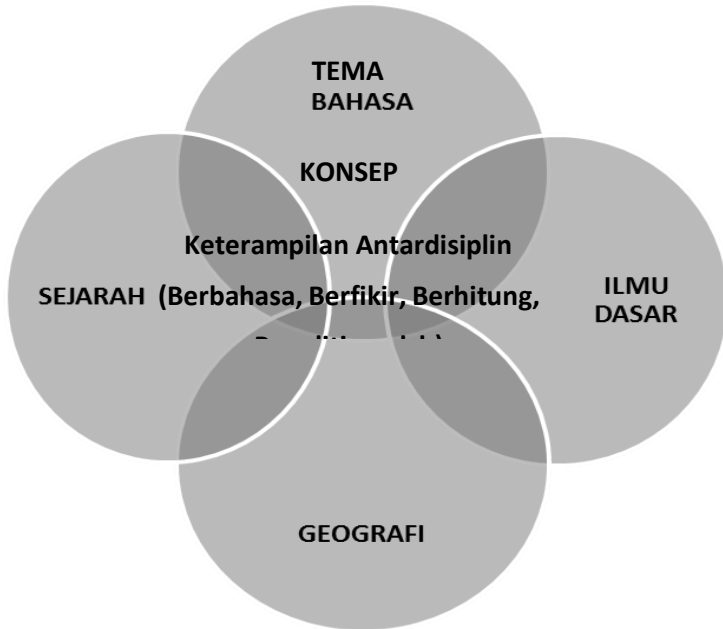 TEMA
BAHASA
KONSEP
Keterampilan Antardisiplin
SEJARAH (Berbahasa, Berfikir, Berhitung,
ILMU
DASAR
GEOGRAFI